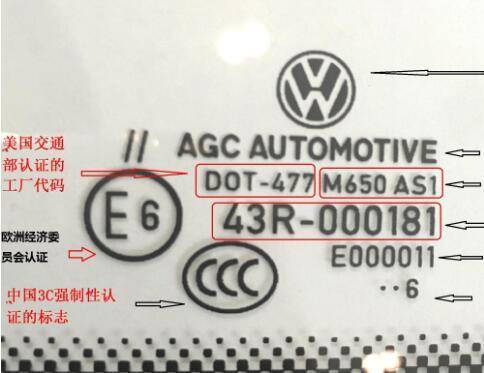 VW
美国交通
部认证的
工厂代码
// AGC AUTOMOTIVE
DOT-477 M650 AS1
E6
43R-000181
欧洲经济委
员会认证
E000011
CCC
··6
中国3C强制性认
证的标志